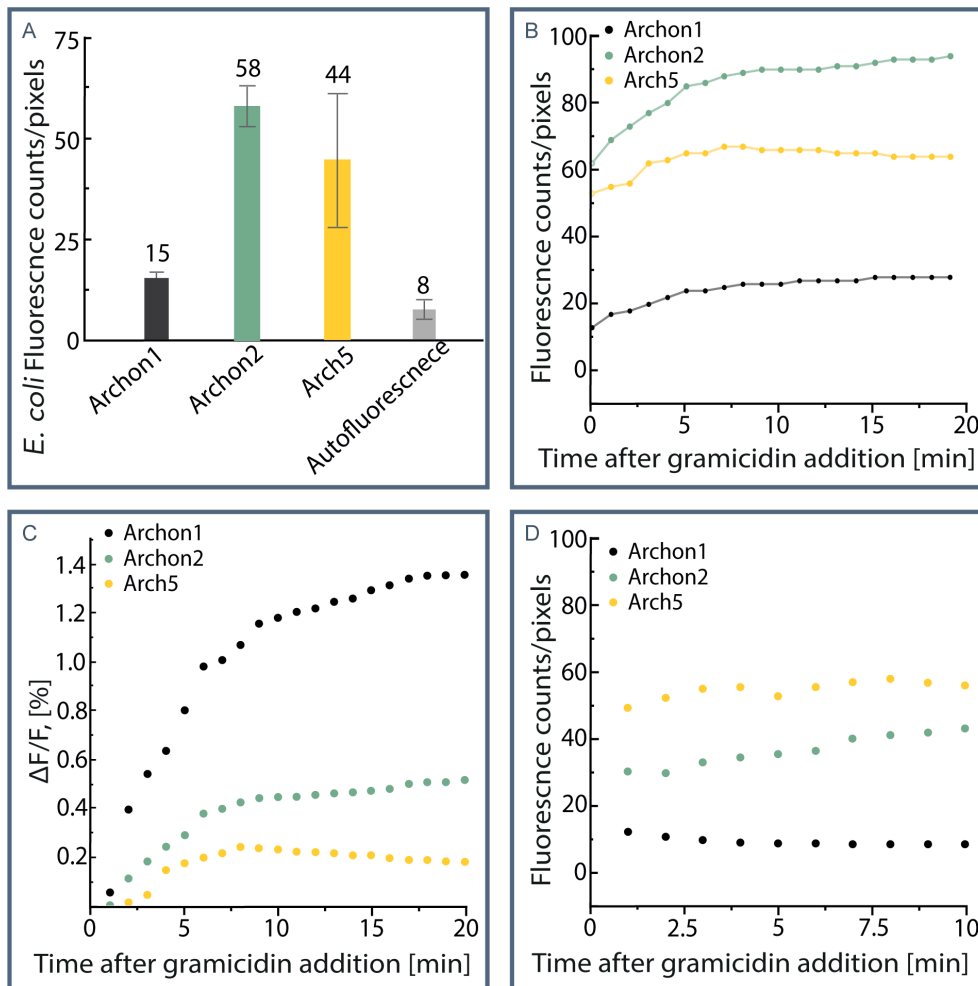 A
E. coli Fluorescnce counts/pixels
75
50
25
0
15
58
44
8
Archon1
Archon2
Arch5
Autofluorescnece
B
Fluorescnce counts/pixels
100
80
60
40
20
0
Archon1
Archon2
Arch5
0
5
10
15
20
Time after gramicidin addition [min]
C
ΔF/F, [%]
1.4
1.2
1.0
0.8
0.6
0.4
0.2
Archon1
Archon2
Arch5
0
5
10
15
20
Time after gramicidin addition [min]
D
Fluorescnce counts/pixels
100
80
60
40
20
0
Archon1
Archon2
Arch5
0
2.5
5
7.5
10
Time after gramicidin addition [min]